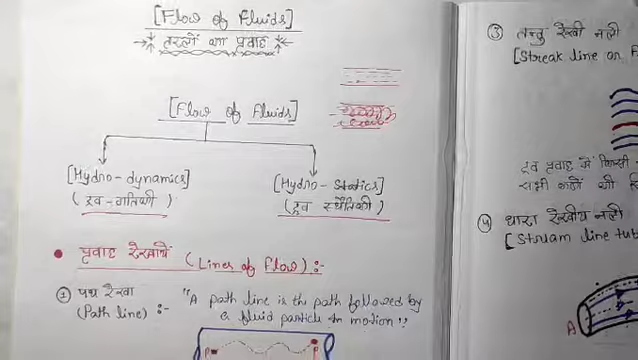 [Flow of Fluids]
तरलों का प्रवाह
[Flow of Fluids]
[Hydro-dynamics]
(द्रव-गतिकी)
[Hydro-Statics]
(द्रव स्थैतिकी)
प्रवाह रेखायें (Lines of Flow):-
① पथ रेखा "A path line is the path followed by
(Path line) :- a fluid particle in motion".
P
P
③ तन्तु रेखी नली
[Streak line or
द्रव प्रवाह में किसी
सभी कणों की
④ धारा रेखीय नली
[Stream line tub
A